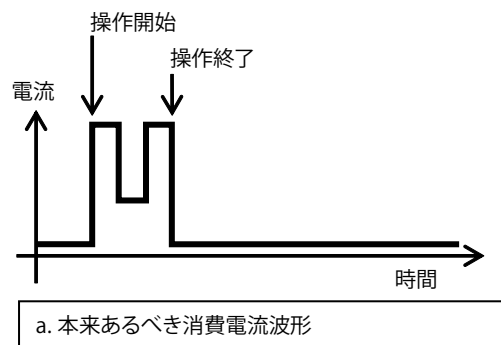 操作開始
操作終了
電流
時間
a. 本来あるべき消費電流波形